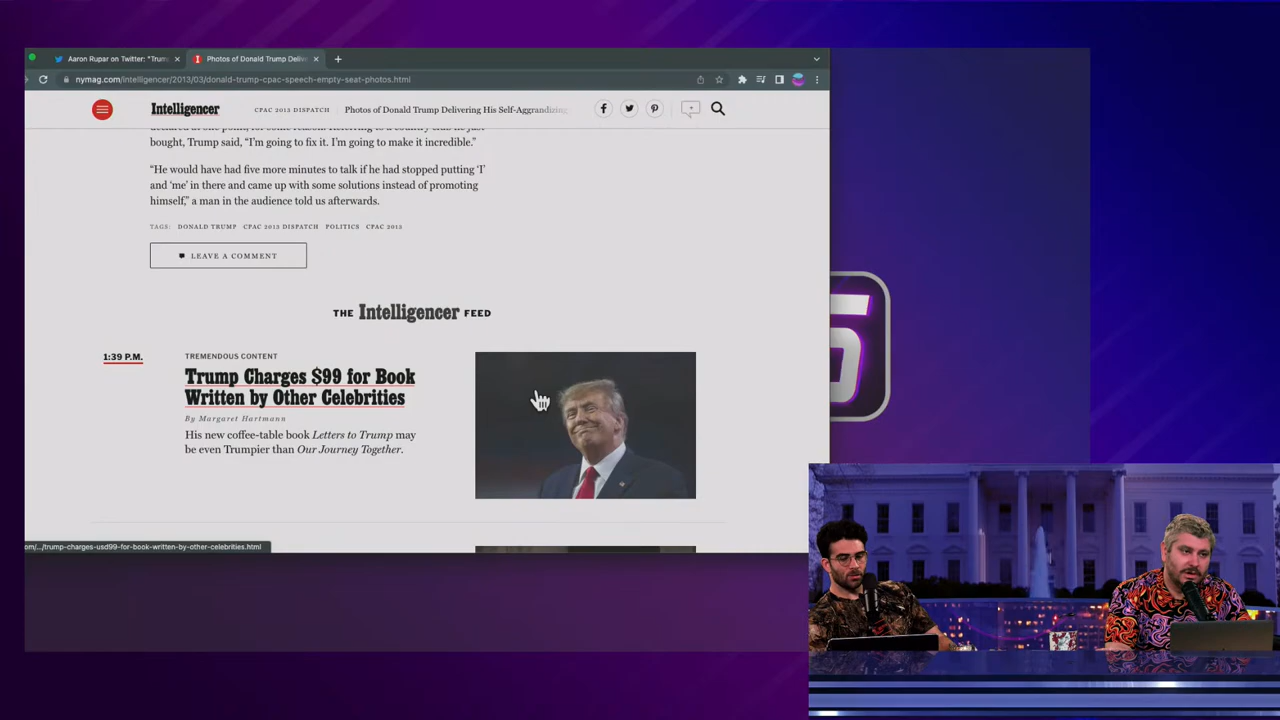 Aaron Rupar on Twitter: "Trum
Photos of Donald Trump Deliv
nymag.com/intelligencer/2013/03/donald-trump-cpac-speech-empty-seat-photos.html
Intelligencer
CPAC 2013 DISPATCH
Photos of Donald Trump Delivering His Self-Aggrandizing
bought, Trump said, “I’m going to fix it. I’m going to make it incredible.”
“He would have had five more minutes to talk if he had stopped putting ‘I’
and ‘me’ in there and came up with some solutions instead of promoting
himself,” a man in the audience told us afterwards.
TAGS: DONALD TRUMP CPAC 2013 DISPATCH POLITICS CPAC 2013
LEAVE A COMMENT
THE Intelligencer FEED
1:39 P.M.
TREMENDOUS CONTENT
Trump Charges $99 for Book
Written by Other Celebrities
By Margaret Hartmann
His new coffee-table book Letters to Trump may
be even Trumpier than Our Journey Together.
om/.../trump-charges-usd99-for-book-written-by-other-celebrities.html